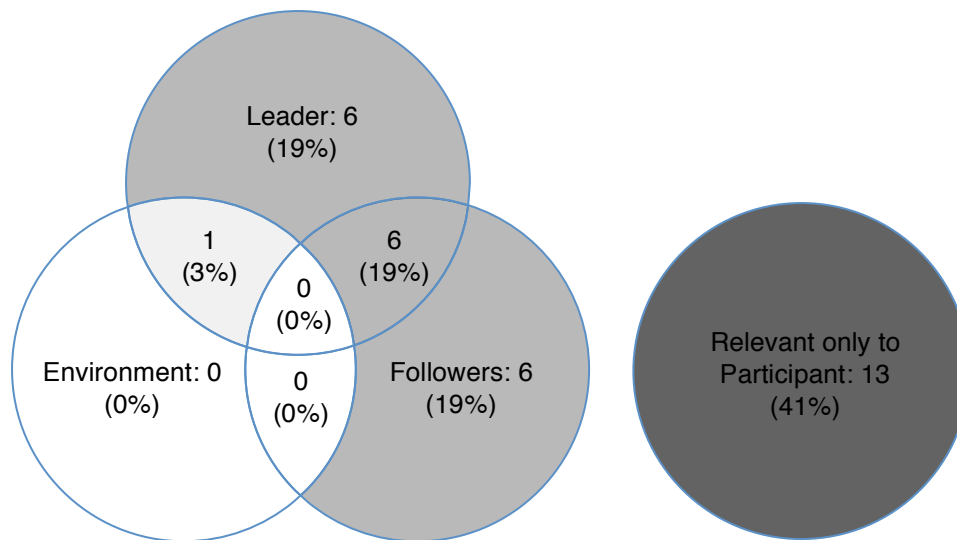 Leader: 6
(19%)
1
(3%)
6
(19%)
0
(0%)
Environment: 0
(0%)
0
(0%)
Followers: 6
(19%)
Relevant only to
Participant: 13
(41%)